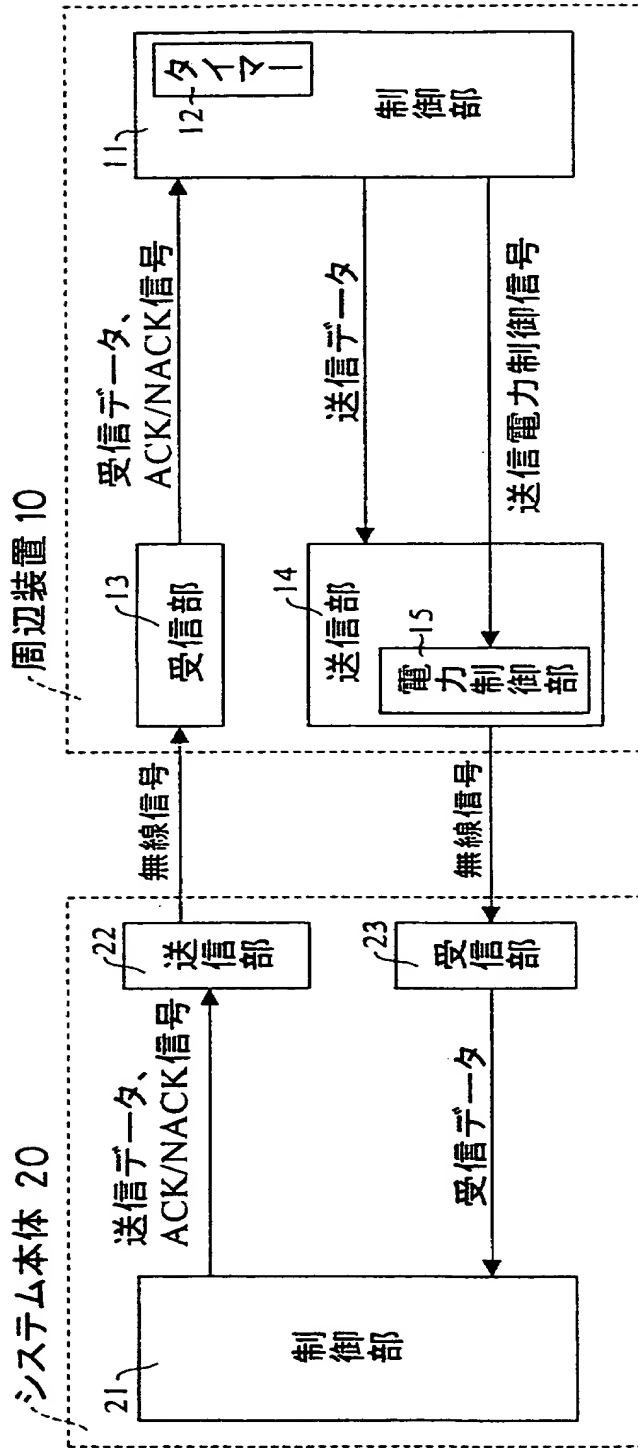 システム本体 20
21
制御部
送信データ、
ACK/NACK信号
受信データ
22
送信部
23
受信部
無線信号
無線信号
周辺装置 10
13
受信部
14
送信部
15
電力制御部
受信データ、
ACK/NACK信号
送信データ
送信電力制御信号
11
12
タイマー
制御部